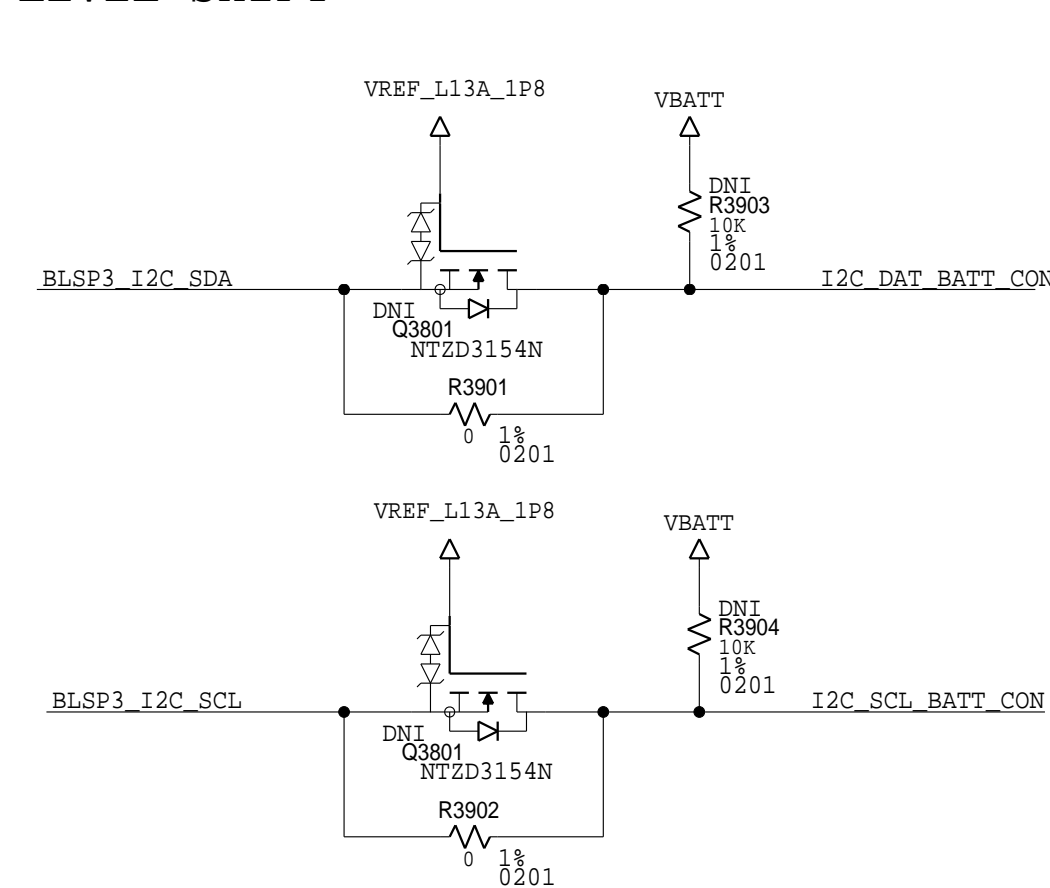 VREF_L13A_1P8
VBATT
DNI
R3903
10K
1%
0201
BLSP3_I2C_SDA
I2C_DAT_BATT_CON
DNI
Q3801
NTZD3154N
R3901
0
1%
0201
VREF_L13A_1P8
VBATT
DNI
R3904
10K
1%
0201
BLSP3_I2C_SCL
I2C_SCL_BATT_CON
DNI
Q3801
NTZD3154N
R3902
0
1%
0201